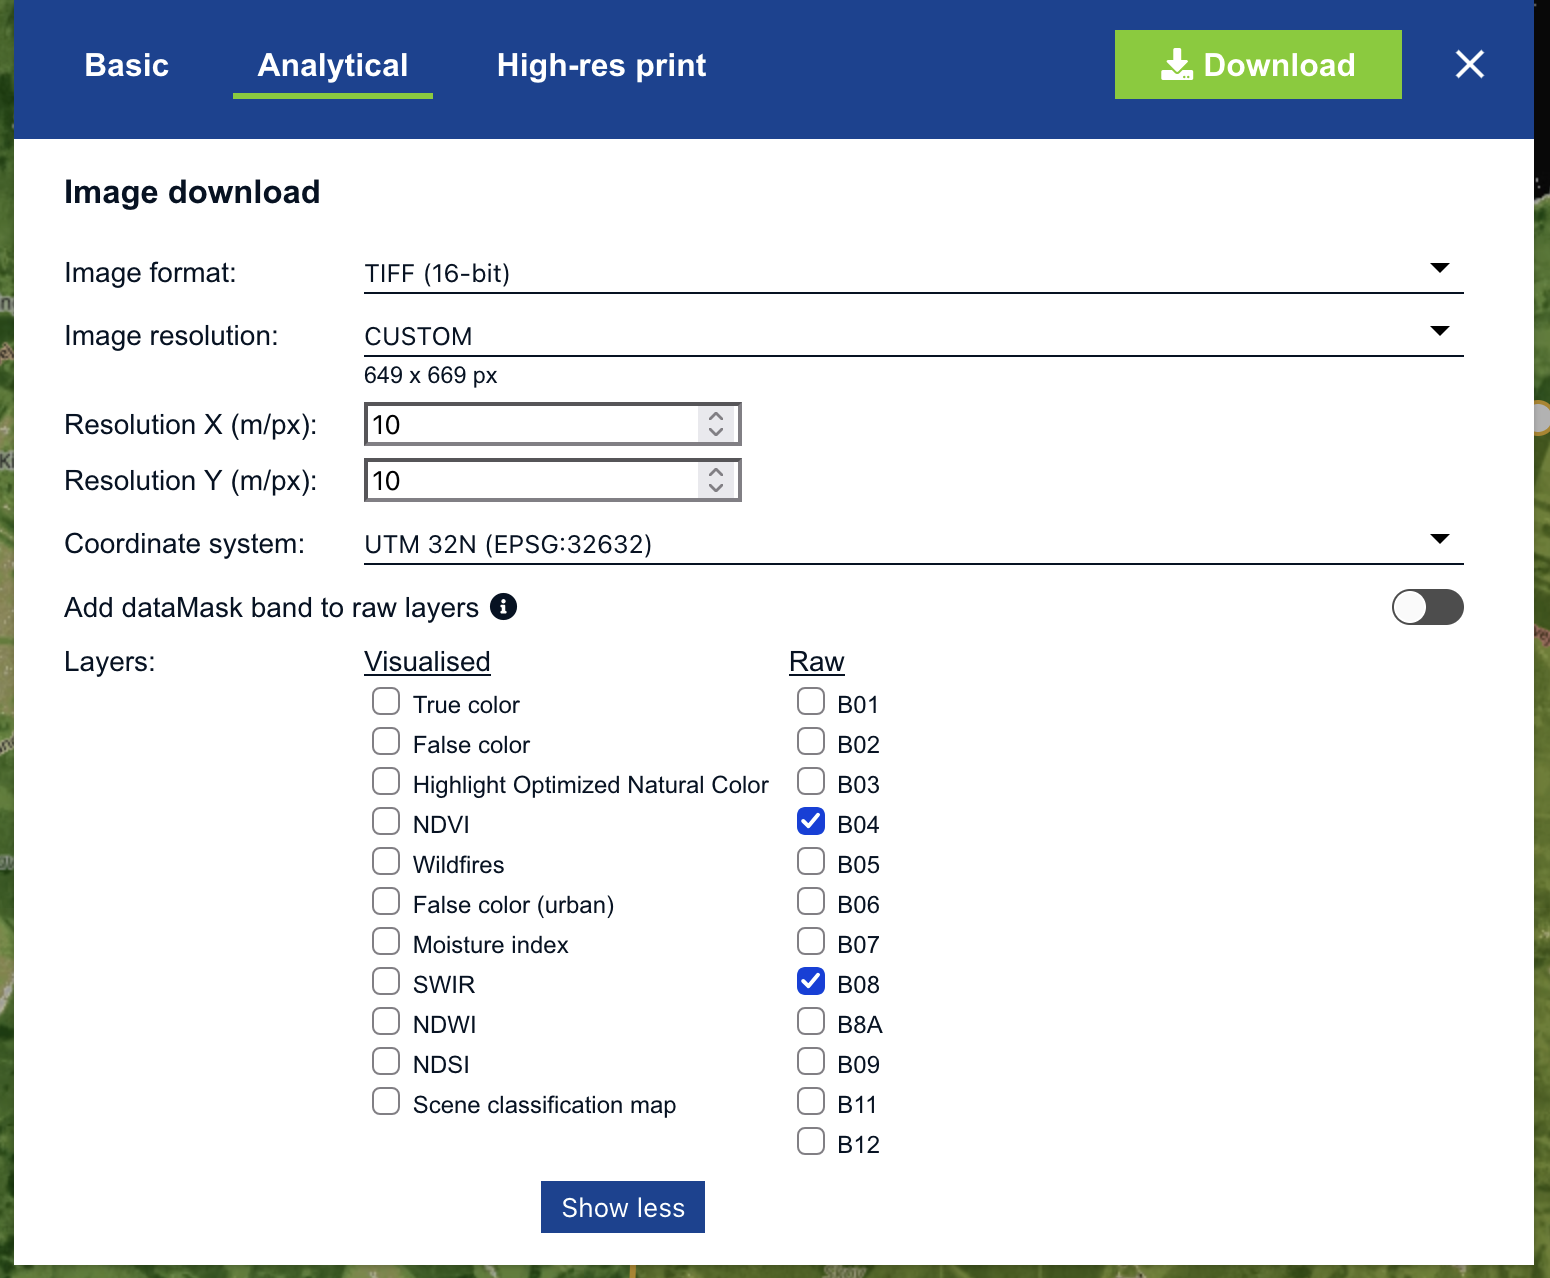 Basic Analytical High-res print Download
Image download
Image format: TIFF (16-bit)
Image resolution: CUSTOM
649 x 669 px
Resolution X (m/px): 10
Resolution Y (m/px): 10
Coordinate system: UTM 32N (EPSG:32632)
Add dataMask band to raw layers
Layers: Visualised Raw
True color B01
False color B02
Highlight Optimized Natural Color B03
NDVI B04
Wildfires B05
False color (urban) B06
Moisture index B07
SWIR B08
NDWI B8A
NDSI B09
Scene classification map B11
B12
Show less